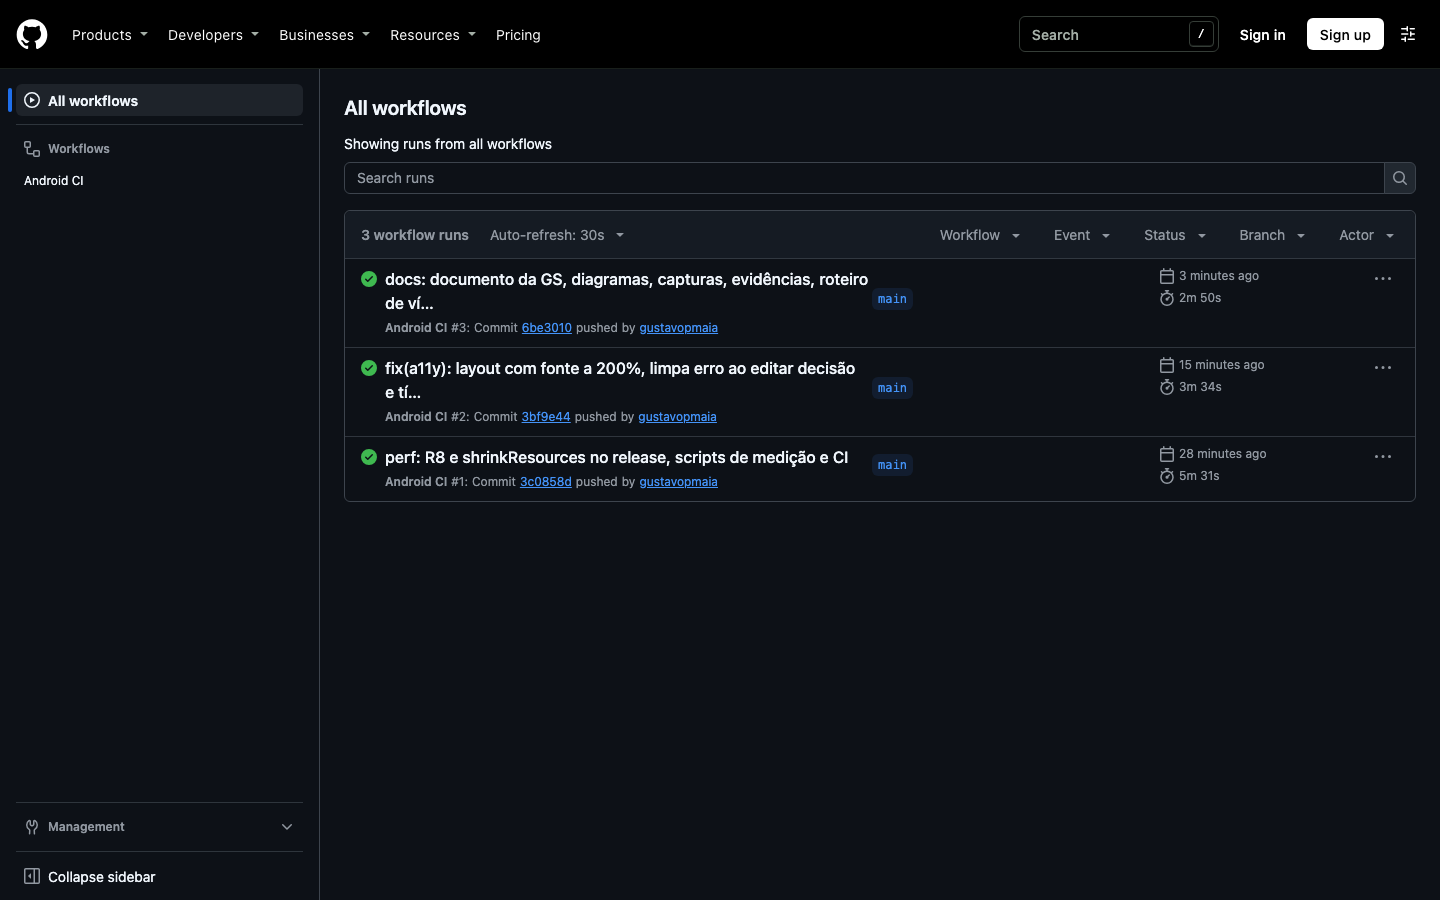 Products
Developers
Businesses
Resources
Pricing
Search
/
Sign in
Sign up
All workflows
Workflows
Android CI
Management
Collapse sidebar
All workflows
Showing runs from all workflows
Search runs
3 workflow runs
Auto-refresh: 30s
Workflow
Event
Status
Branch
Actor
docs: documento da GS, diagramas, capturas, evidências, roteiro
de ví...
main
Android CI #3: Commit 6be3010 pushed by gustavopmaia
3 minutes ago
2m 50s
fix(a11y): layout com fonte a 200%, limpa erro ao editar decisão
e tí...
main
Android CI #2: Commit 3bf9e44 pushed by gustavopmaia
15 minutes ago
3m 34s
perf: R8 e shrinkResources no release, scripts de medição e CI
main
Android CI #1: Commit 3c0858d pushed by gustavopmaia
28 minutes ago
5m 31s